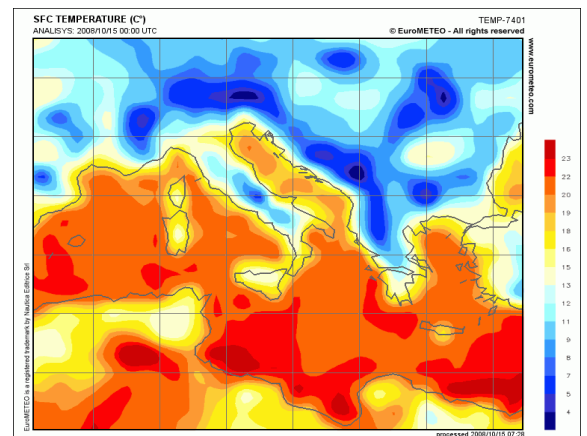 SFC TEMPERATURE (C°)
TEMP-7401
ANALISYS: 2008/10/15 00:00 UTC
© EuroMETEO - All rights reserved
www.eurometeo.com
EuroMETEO is a registered trademark by Nautica Editrice Srl
23
22
20
19
18
16
15
13
12
11
9
8
7
5
4
processed 2008/10/15 07:28